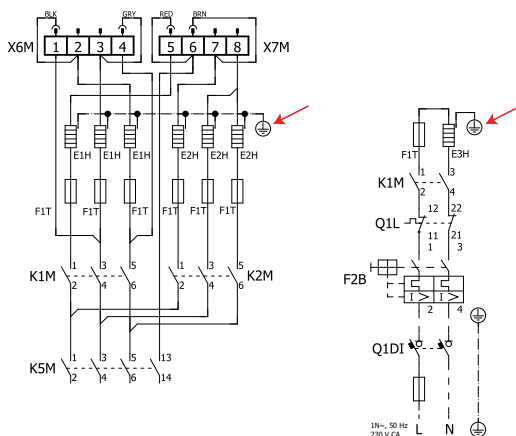 BLK GRY RED BRN
X6M 1 2 3 4 5 6 7 8 X7M
E1H E1H E1H E2H E2H E2H
F1T F1T F1T F1T
1 3 5 1 3 5
K1M K2M
2 4 6 2 4 6
1 3 5 13
K5M
2 4 6 14
F1T E3H
1 3
K1M
2 4
12 22
Q1L
11 21
1 3
F2B
I > I >
2 4
Q1DI
1N~, 50 Hz
230 V CA
L N